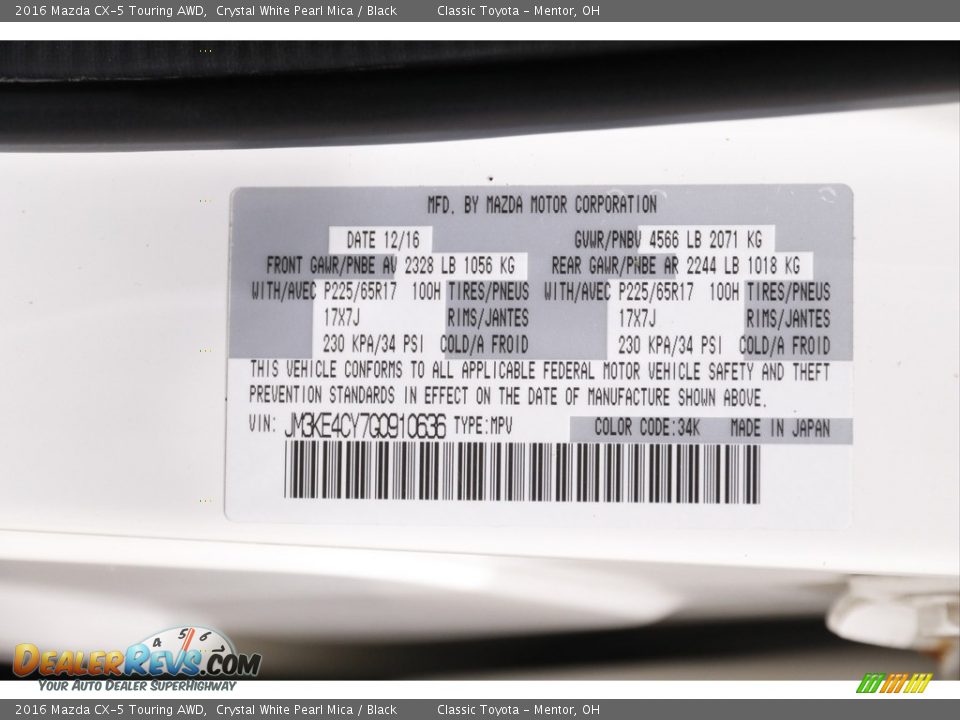 2016 Mazda CX-5 Touring AWD,  Crystal White Pearl Mica / Black  Classic Toyota - Mentor, OH
MFD. BY MAZDA MOTOR CORPORATION
DATE 12/16  GVWR/PNBV 4566 LB 2071 KG
FRONT GAWR/PNBE AV 2328 LB 1056 KG  REAR GAWR/PNBE AR 2244 LB 1018 KG
WITH/AVEC P225/65R17 100H TIRES/PNEUS  WITH/AVEC P225/65R17 100H TIRES/PNEUS
17X7J RIMS/JANTES  17X7J RIMS/JANTES
230 KPA/34 PSI COLD/A FROID  230 KPA/34 PSI COLD/A FROID
THIS VEHICLE CONFORMS TO ALL APPLICABLE FEDERAL MOTOR VEHICLE SAFETY AND THEFT
PREVENTION STANDARDS IN EFFECT ON THE DATE OF MANUFACTURE SHOWN ABOVE.
VIN: JM3KE4CY7G0910636 TYPE:MPV  COLOR CODE:34K  MADE IN JAPAN
4 5 6 7
DEALERREVS.COM
YOUR AUTO DEALER SUPERHIGHWAY
2016 Mazda CX-5 Touring AWD,  Crystal White Pearl Mica / Black  Classic Toyota - Mentor, OH